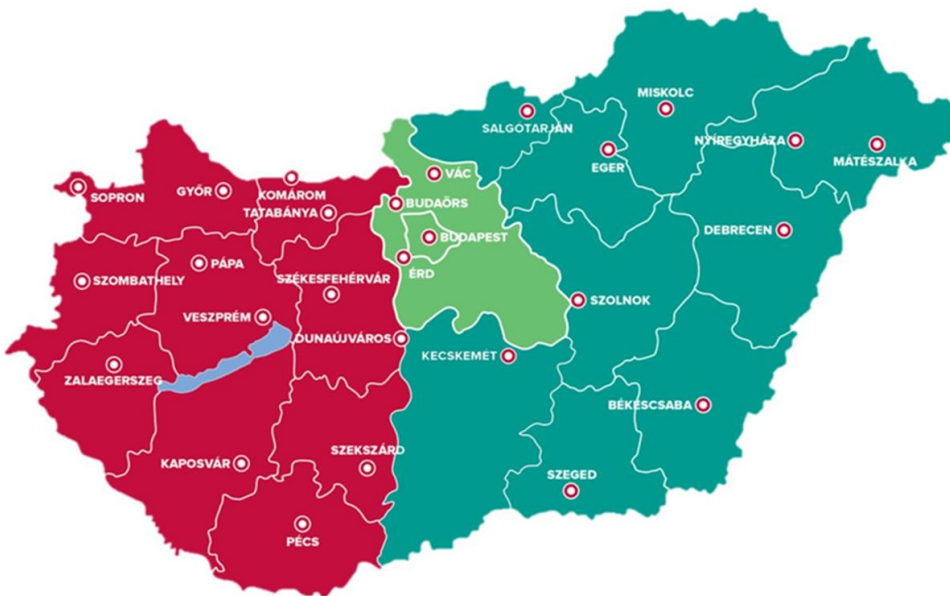 MISKOLC
SALGÓTARJÁN
NYÍREGYHÁZA
EGER
MÁTÉSZALKA
VÁC
SOPRON
GYŐR
KOMÁROM
TATABÁNYA
BUDAÖRS
DEBRECEN
BUDAPEST
PÁPA
ÉRD
SZOMBATHELY
SZÉKESFEHÉRVÁR
SZOLNOK
VESZPRÉM
DUNAÚJVÁROS
KECSKEMÉT
ZALAEGERSZEG
BÉKÉSCSABA
SZEKSZÁRD
KAPOSVÁR
SZEGED
PÉCS